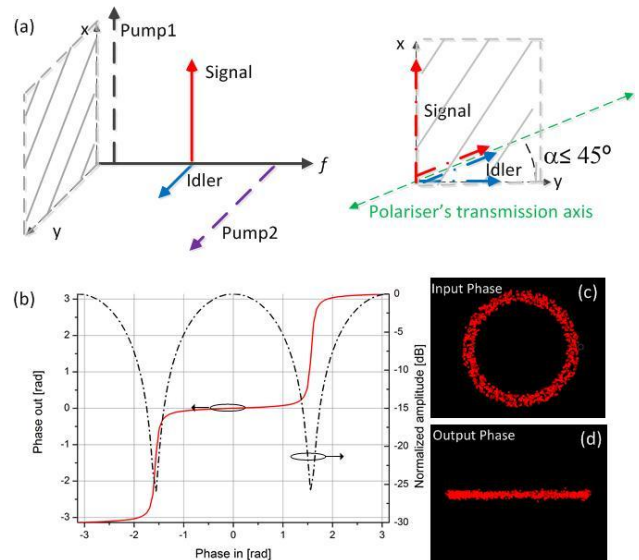 (a)
x
Pump1
Signal
f
Idler
y
Pump2
x
Signal
α≤ 45º
Idler
y
Polariser's transmission axis
(b)
Phase out [rad]
3
2
1
0
-1
-2
-3
-3 -2 -1 0 1 2 3
Phase in [rad]
0
-5
-10
-15
-20
-25
-30
Normalized amplitude [dB]
Input Phase (c)
Output Phase (d)